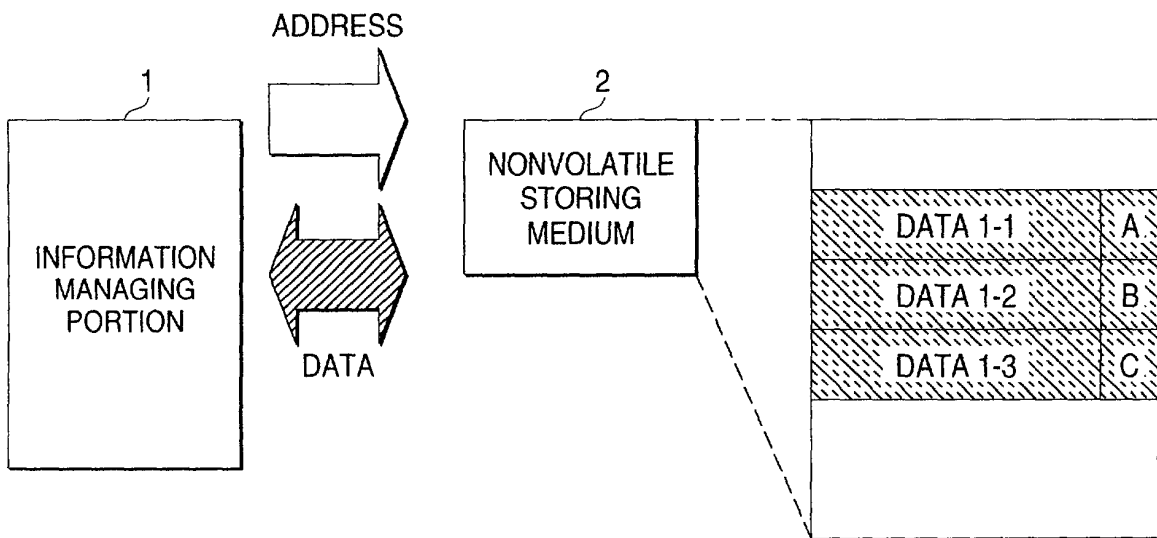 ADDRESS
1
2
INFORMATION
MANAGING
PORTION
DATA
NONVOLATILE
STORING
MEDIUM
DATA 1-1 A
DATA 1-2 B
DATA 1-3 C